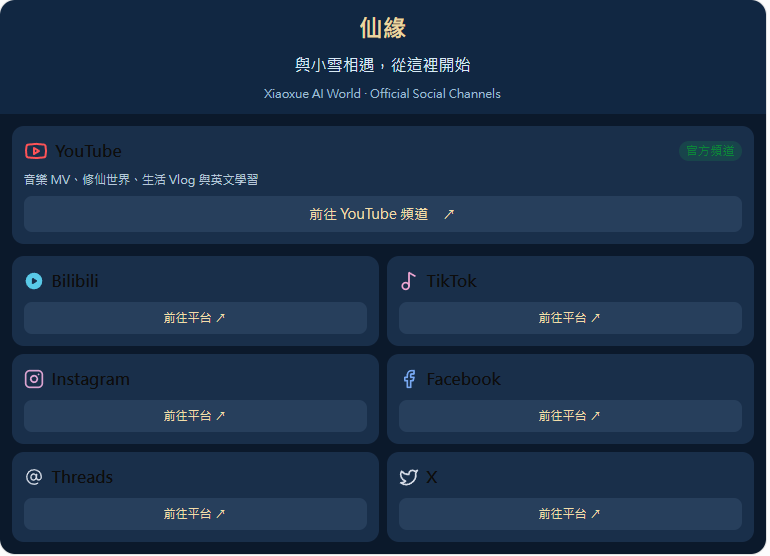 仙緣
與小雪相遇，從這裡開始
Xiaoxue AI World · Official Social Channels
YouTube
官方頻道
音樂 MV、修仙世界、生活 Vlog 與英文學習
前往 YouTube 頻道 ↗
Bilibili
前往平台 ↗
TikTok
前往平台 ↗
Instagram
前往平台 ↗
Facebook
前往平台 ↗
Threads
前往平台 ↗
X
前往平台 ↗